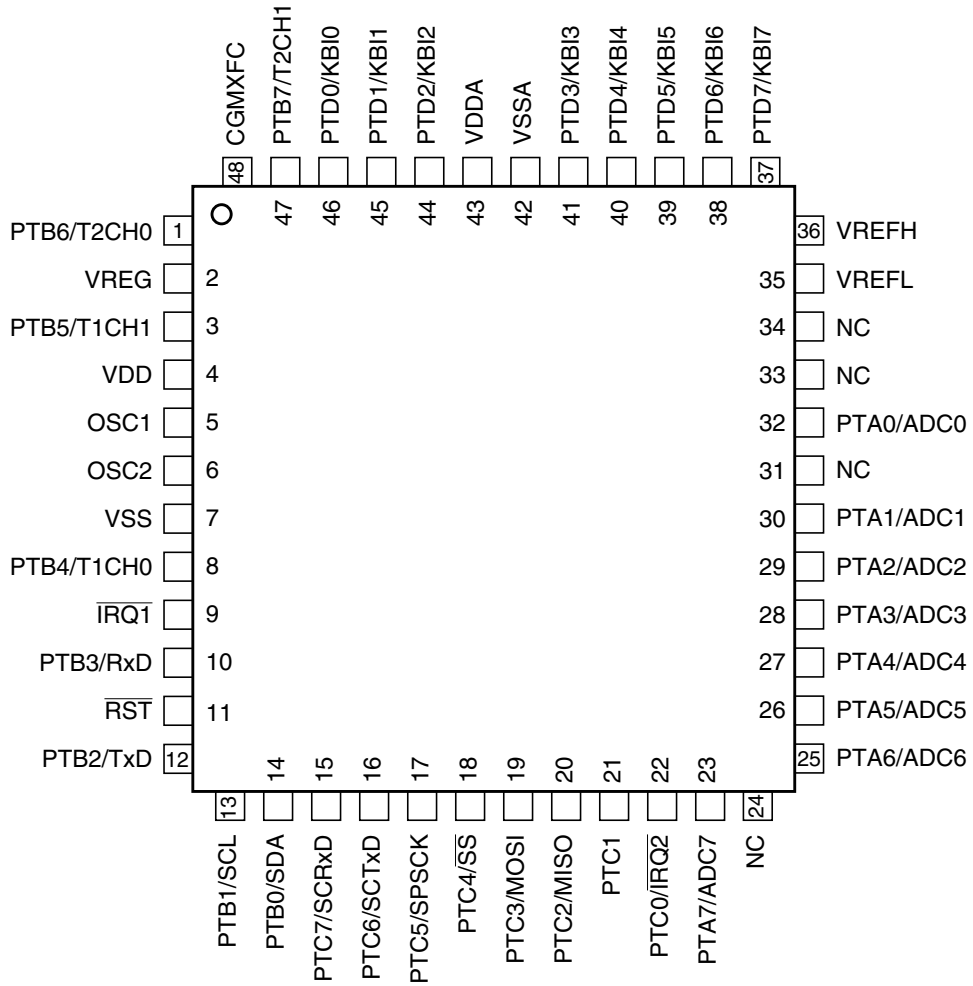 CGMXFC
PTB7/T2CH1
PTD0/KBI0
PTD1/KBI1
PTD2/KBI2
VDDA
VSSA
PTD3/KBI3
PTD4/KBI4
PTD5/KBI5
PTD6/KBI6
PTD7/KBI7
48
47
46
45
44
43
42
41
40
39
38
37
PTB6/T2CH0 1
VREG 2
PTB5/T1CH1 3
VDD 4
OSC1 5
OSC2 6
VSS 7
PTB4/T1CH0 8
IRQ1 9
PTB3/RxD 10
RST 11
PTB2/TxD 12
36 VREFH
35 VREFL
34 NC
33 NC
32 PTA0/ADC0
31 NC
30 PTA1/ADC1
29 PTA2/ADC2
28 PTA3/ADC3
27 PTA4/ADC4
26 PTA5/ADC5
25 PTA6/ADC6
13
14
15
16
17
18
19
20
21
22
23
24
PTB1/SCL
PTB0/SDA
PTC7/SCRxD
PTC6/SCTxD
PTC5/SPSCK
PTC4/SS
PTC3/MOSI
PTC2/MISO
PTC1
PTC0/IRQ2
PTA7/ADC7
NC